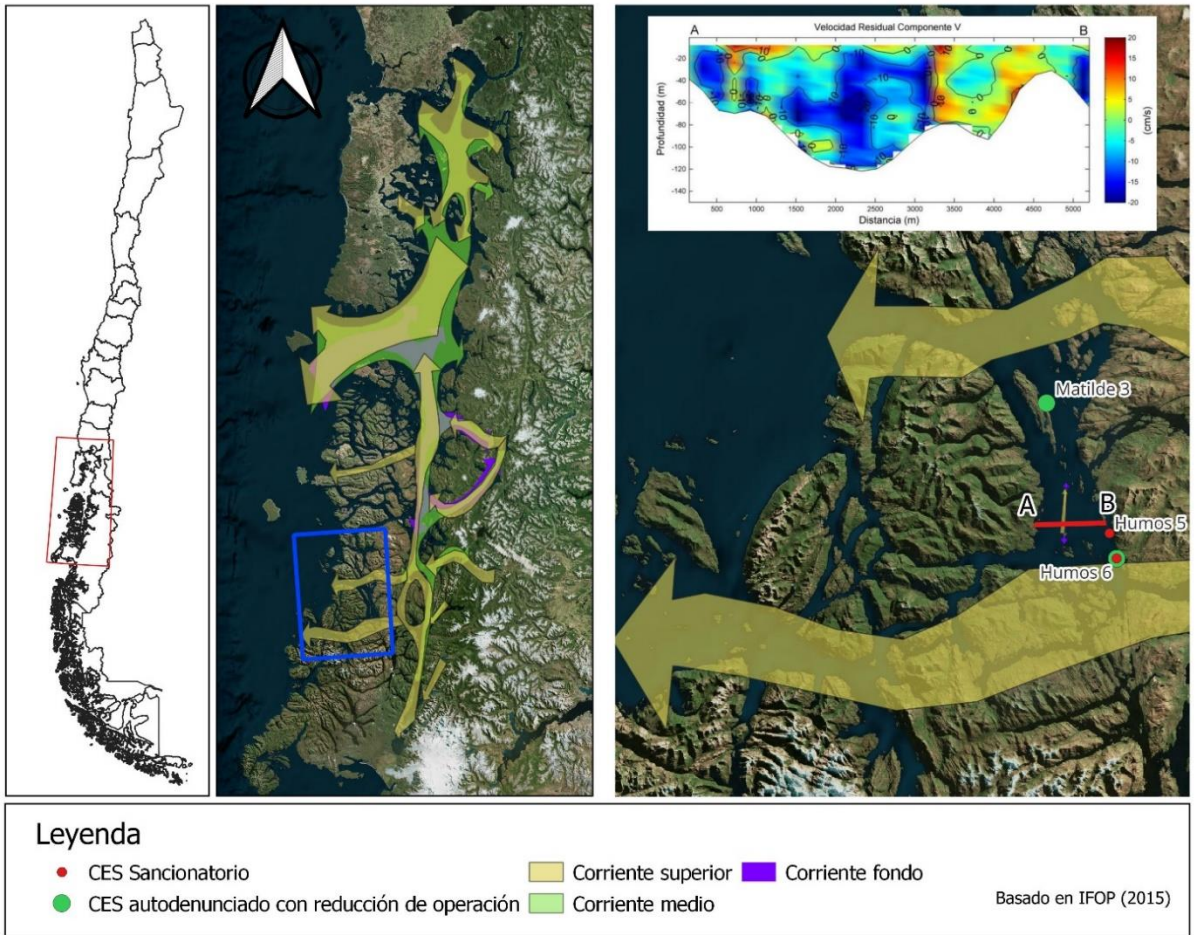 A
Velocidad Residual Componente V
B
-20
-40
-60
-80
-100
-120
-140
Profundidad (m)
500
1000
1500
2000
2500
3000
3500
4000
4500
5000
Distancia (m)
20
15
10
5
0
-5
-10
-15
-20
(cm/s)
Matilde 3
A
B
Humos 5
Humos 6
Leyenda
CES Sancionatorio
CES autodenunciado con reducción de operación
Corriente superior
Corriente medio
Corriente fondo
Basado en IFOP (2015)